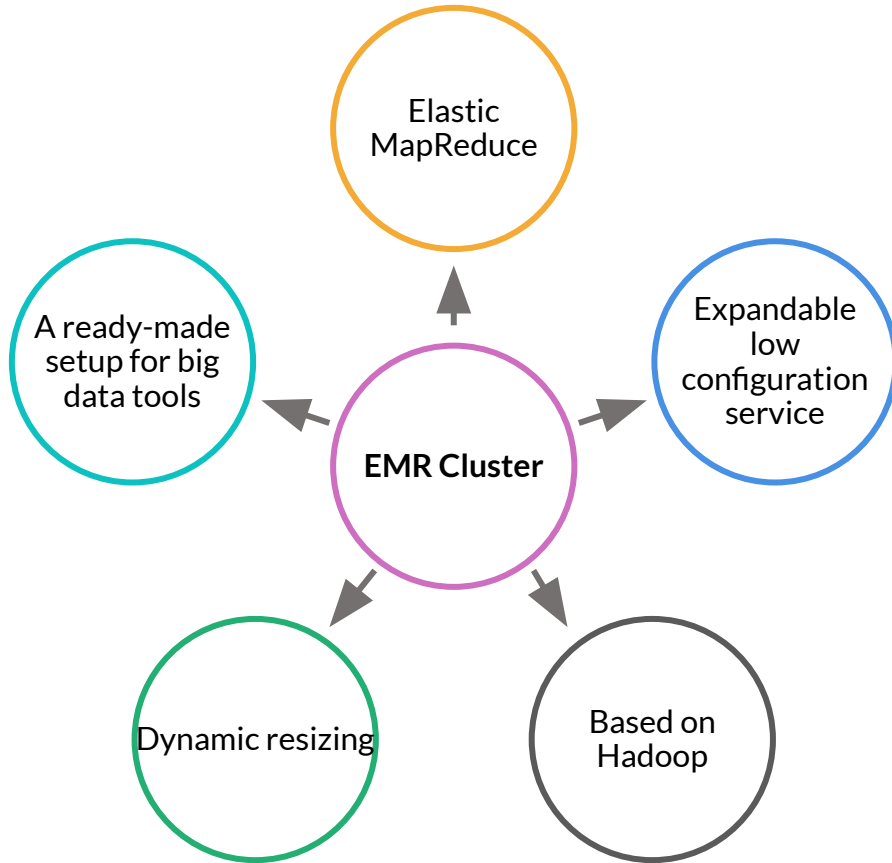 Elastic
MapReduce
A ready-made
setup for big
data tools
Expandable
low
configuration
service
EMR Cluster
Dynamic resizing
Based on
Hadoop